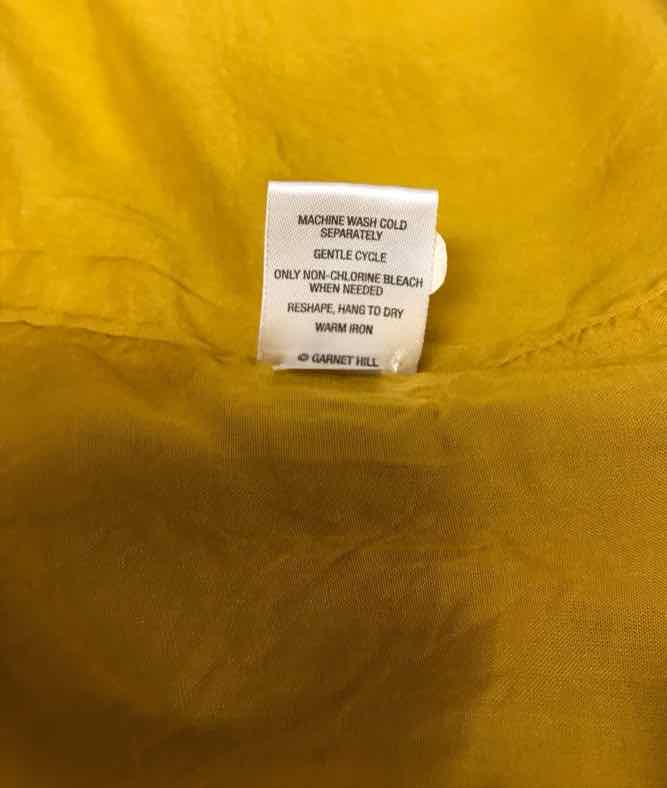 MACHINE WASH COLD
SEPARATELY
GENTLE CYCLE
ONLY NON-CHLORINE BLEACH
WHEN NEEDED
RESHAPE, HANG TO DRY
WARM IRON
© GARNET HILL